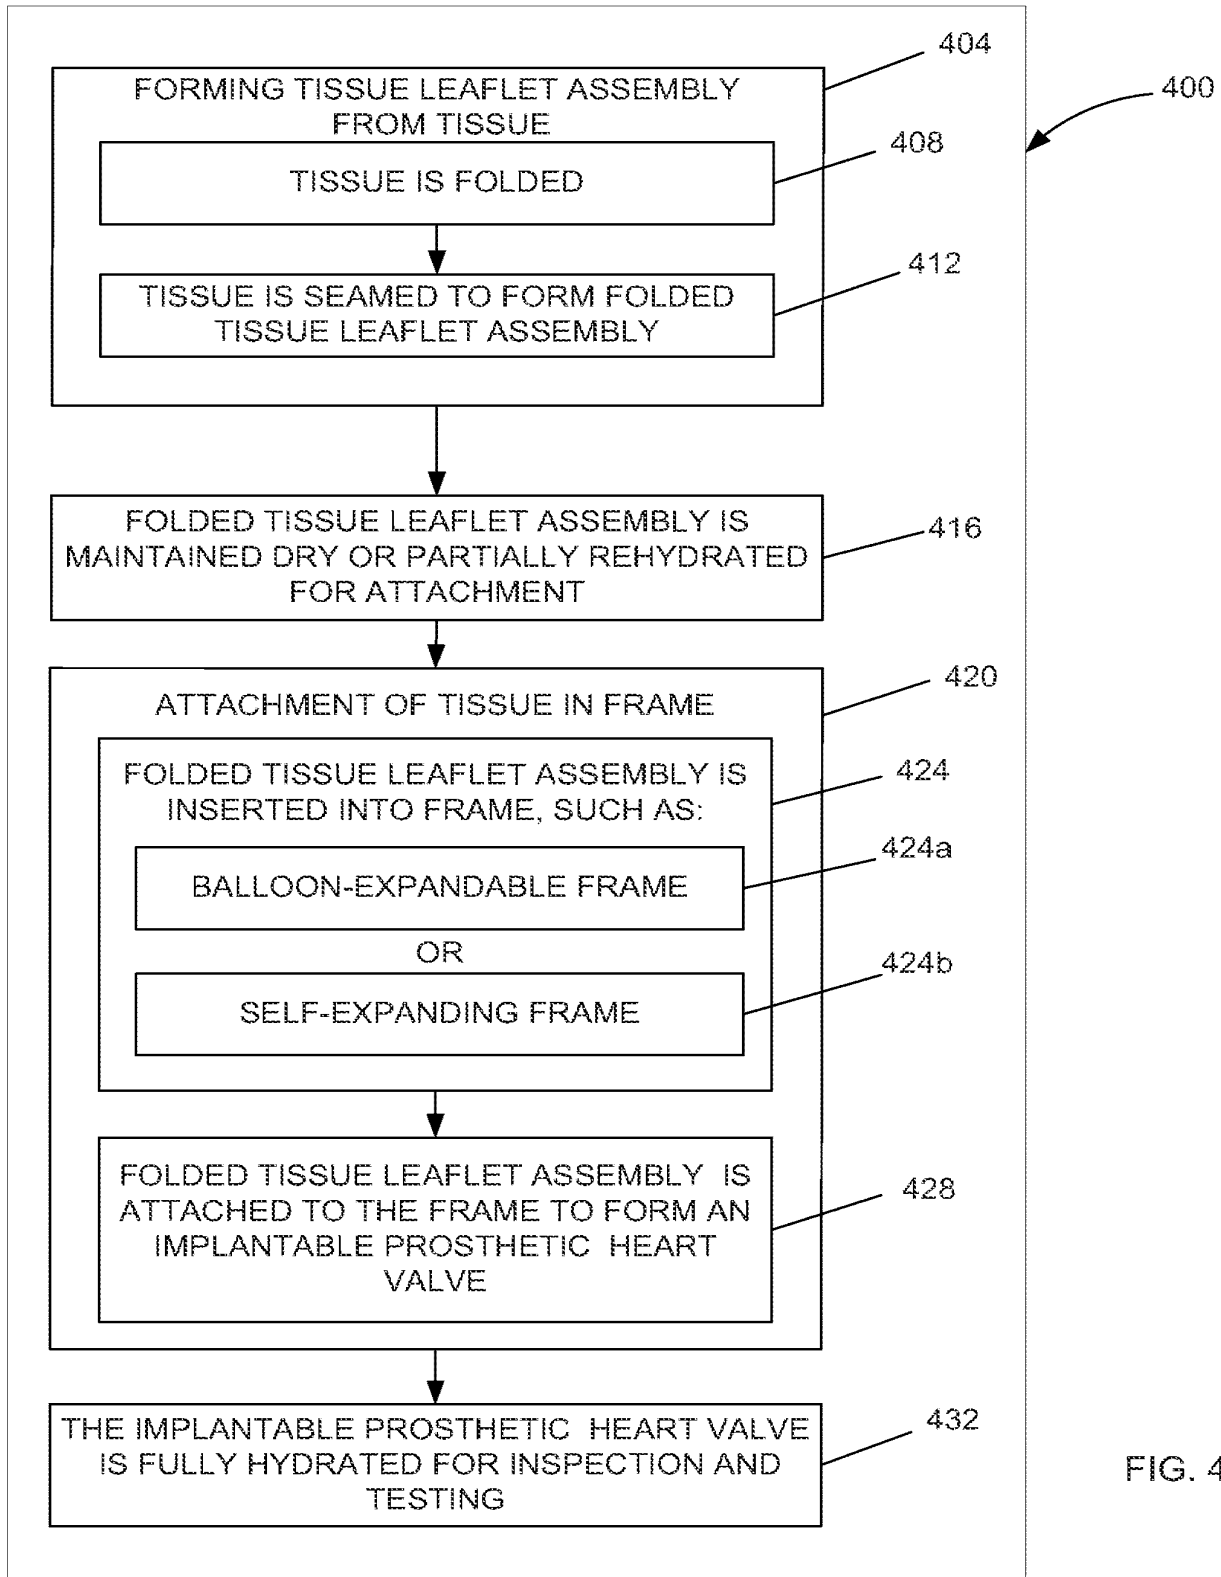 404
400
FORMING TISSUE LEAFLET ASSEMBLY
FROM TISSUE
408
TISSUE IS FOLDED
412
TISSUE IS SEAMED TO FORM FOLDED
TISSUE LEAFLET ASSEMBLY
FOLDED TISSUE LEAFLET ASSEMBLY IS
MAINTAINED DRY OR PARTIALLY REHYDRATED
FOR ATTACHMENT
416
420
ATTACHMENT OF TISSUE IN FRAME
FOLDED TISSUE LEAFLET ASSEMBLY IS
INSERTED INTO FRAME, SUCH AS:
424
424a
BALLOON-EXPANDABLE FRAME
OR
424b
SELF-EXPANDING FRAME
FOLDED TISSUE LEAFLET ASSEMBLY IS
ATTACHED TO THE FRAME TO FORM AN
IMPLANTABLE PROSTHETIC HEART
VALVE
428
THE IMPLANTABLE PROSTHETIC HEART VALVE
IS FULLY HYDRATED FOR INSPECTION AND
TESTING
432
FIG. 4